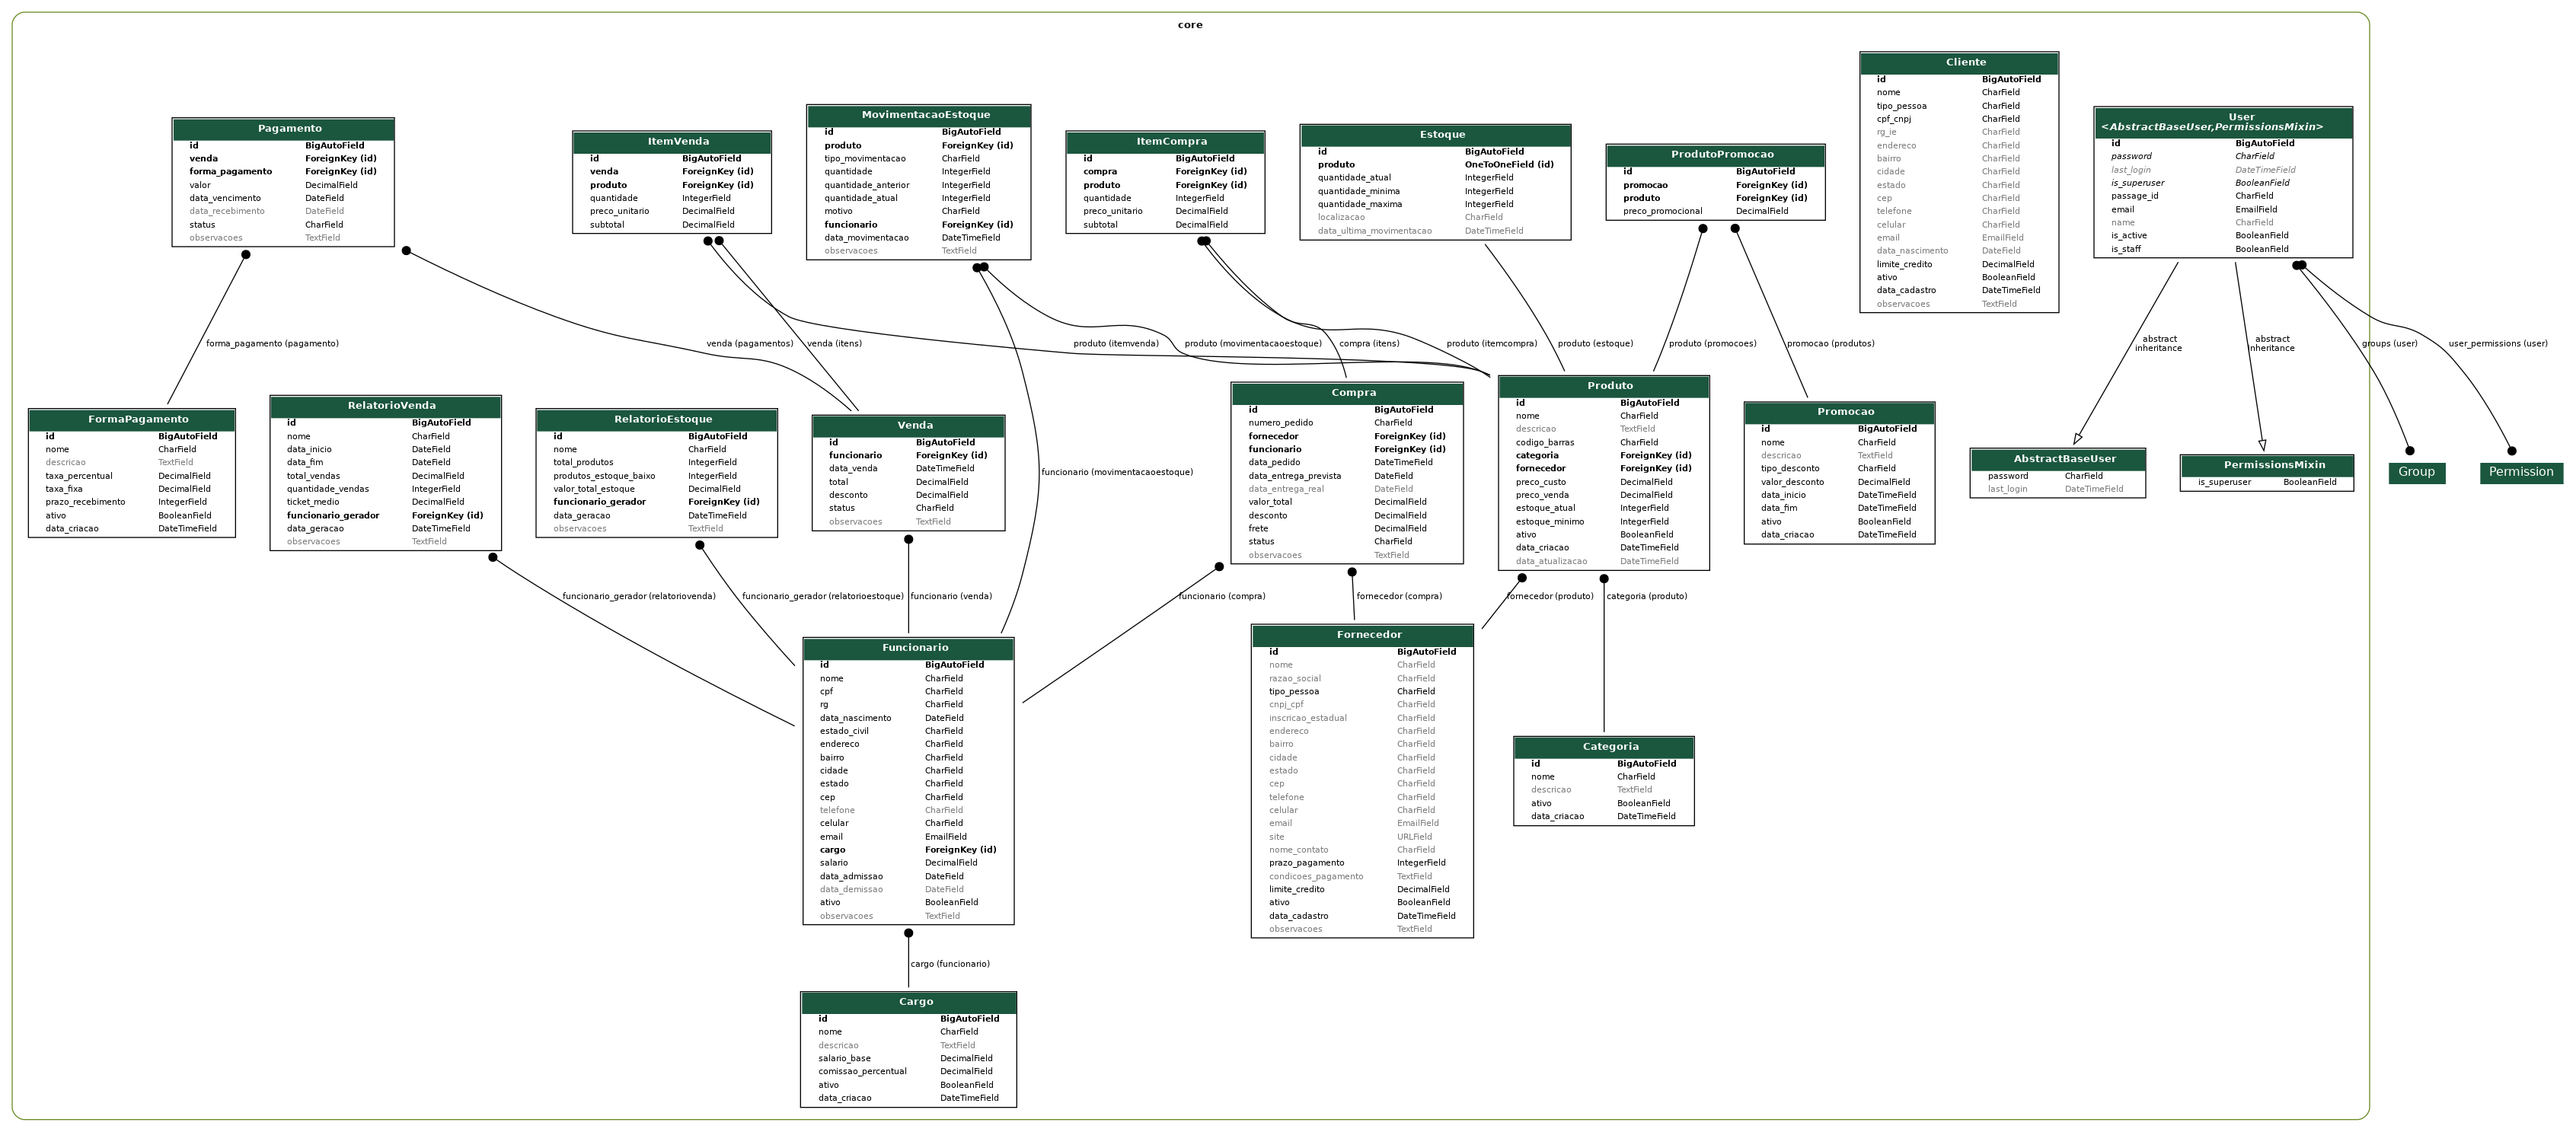 core
Cliente
id BigAutoField
nome CharField
tipo_pessoa CharField
cpf_cnpj CharField
rg_ie CharField
endereco CharField
bairro CharField
cidade CharField
estado CharField
cep CharField
telefone CharField
celular CharField
email EmailField
data_nascimento DateField
limite_credito DecimalField
ativo BooleanField
data_cadastro DateTimeField
observacoes TextField
Pagamento
id BigAutoField
venda ForeignKey (id)
forma_pagamento ForeignKey (id)
valor DecimalField
data_vencimento DateField
data_recebimento DateField
status CharField
observacoes TextField
ItemVenda
id BigAutoField
venda ForeignKey (id)
produto ForeignKey (id)
quantidade IntegerField
preco_unitario DecimalField
subtotal DecimalField
MovimentacaoEstoque
id BigAutoField
produto ForeignKey (id)
tipo_movimentacao CharField
quantidade IntegerField
quantidade_anterior IntegerField
quantidade_atual IntegerField
motivo CharField
funcionario ForeignKey (id)
data_movimentacao DateTimeField
observacoes TextField
ItemCompra
id BigAutoField
compra ForeignKey (id)
produto ForeignKey (id)
quantidade IntegerField
preco_unitario DecimalField
subtotal DecimalField
Estoque
id BigAutoField
produto OneToOneField (id)
quantidade_atual IntegerField
quantidade_minima IntegerField
quantidade_maxima IntegerField
localizacao CharField
data_ultima_movimentacao DateTimeField
ProdutoPromocao
id BigAutoField
promocao ForeignKey (id)
produto ForeignKey (id)
preco_promocional DecimalField
User
<AbstractBaseUser,PermissionsMixin>
id BigAutoField
password CharField
last_login DateTimeField
is_superuser BooleanField
passage_id CharField
email EmailField
name CharField
is_active BooleanField
is_staff BooleanField
forma_pagamento (pagamento)
venda (pagamentos)
venda (itens)
produto (itemvenda)
produto (movimentacaoestoque)
compra (itens)
produto (itemcompra)
produto (estoque)
produto (promocoes)
promocao (produtos)
abstract
inheritance
abstract
inheritance
groups (user)
user_permissions (user)
FormaPagamento
id BigAutoField
nome CharField
descricao TextField
taxa_percentual DecimalField
taxa_fixa DecimalField
prazo_recebimento IntegerField
ativo BooleanField
data_criacao DateTimeField
RelatorioVenda
id BigAutoField
nome CharField
data_inicio DateField
data_fim DateField
total_vendas DecimalField
quantidade_vendas IntegerField
ticket_medio DecimalField
funcionario_gerador ForeignKey (id)
data_geracao DateTimeField
observacoes TextField
RelatorioEstoque
id BigAutoField
nome CharField
total_produtos IntegerField
produtos_estoque_baixo IntegerField
valor_total_estoque DecimalField
funcionario_gerador ForeignKey (id)
data_geracao DateTimeField
observacoes TextField
Venda
id BigAutoField
funcionario ForeignKey (id)
data_venda DateTimeField
total DecimalField
desconto DecimalField
status CharField
observacoes TextField
funcionario (movimentacaoestoque)
Compra
id BigAutoField
numero_pedido CharField
fornecedor ForeignKey (id)
funcionario ForeignKey (id)
data_pedido DateTimeField
data_entrega_prevista DateField
data_entrega_real DateField
valor_total DecimalField
desconto DecimalField
frete DecimalField
status CharField
observacoes TextField
Produto
id BigAutoField
nome CharField
descricao TextField
codigo_barras CharField
categoria ForeignKey (id)
fornecedor ForeignKey (id)
preco_custo DecimalField
preco_venda DecimalField
estoque_atual IntegerField
estoque_minimo IntegerField
ativo BooleanField
data_criacao DateTimeField
data_atualizacao DateTimeField
Promocao
id BigAutoField
nome CharField
descricao TextField
tipo_desconto CharField
valor_desconto DecimalField
data_inicio DateTimeField
data_fim DateTimeField
ativo BooleanField
data_criacao DateTimeField
AbstractBaseUser
password CharField
last_login DateTimeField
PermissionsMixin
is_superuser BooleanField
Group
Permission
funcionario_gerador (relatoriovenda)
funcionario_gerador (relatorioestoque)
funcionario (venda)
funcionario (compra)
fornecedor (compra)
fornecedor (produto)
categoria (produto)
Funcionario
id BigAutoField
nome CharField
cpf CharField
rg CharField
data_nascimento DateField
estado_civil CharField
endereco CharField
bairro CharField
cidade CharField
estado CharField
cep CharField
telefone CharField
celular CharField
email EmailField
cargo ForeignKey (id)
salario DecimalField
data_admissao DateField
data_demissao DateField
ativo BooleanField
observacoes TextField
Fornecedor
id BigAutoField
nome CharField
razao_social CharField
tipo_pessoa CharField
cnpj_cpf CharField
inscricao_estadual CharField
endereco CharField
bairro CharField
cidade CharField
estado CharField
cep CharField
telefone CharField
celular CharField
email EmailField
site URLField
nome_contato CharField
prazo_pagamento IntegerField
condicoes_pagamento TextField
limite_credito DecimalField
ativo BooleanField
data_cadastro DateTimeField
observacoes TextField
Categoria
id BigAutoField
nome CharField
descricao TextField
ativo BooleanField
data_criacao DateTimeField
cargo (funcionario)
Cargo
id BigAutoField
nome CharField
descricao TextField
salario_base DecimalField
comissao_percentual DecimalField
ativo BooleanField
data_criacao DateTimeField